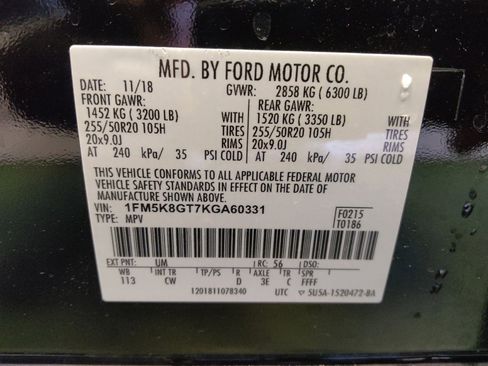 MFD. BY FORD MOTOR CO.
DATE: 11/18 GVWR: 2858 KG ( 6300 LB)
FRONT GAWR: REAR GAWR:
1452 KG ( 3200 LB) WITH 1520 KG ( 3350 LB) WITH
255/50R20 105H TIRES 255/50R20 105H TIRES
20x9.0J RIMS 20x9.0J RIMS
AT 240 kPa/ 35 PSI COLD AT 240 kPa/ 35 PSI COLD
THIS VEHICLE CONFORMS TO ALL APPLICABLE FEDERAL MOTOR
VEHICLE SAFETY STANDARDS IN EFFECT ON THE DATE OF
MANUFACTURE SHOWN ABOVE.
VIN: 1FM5K8GT7KGA60331 F0215
TYPE: MPV T0186
EXT PNT: UM RC: 56 DSO:
WB INT TR TP/PS R AXLE TR SPR
113 CW D 3E C FFFF
1201811078340 UTC 5U5A-1520472-BA